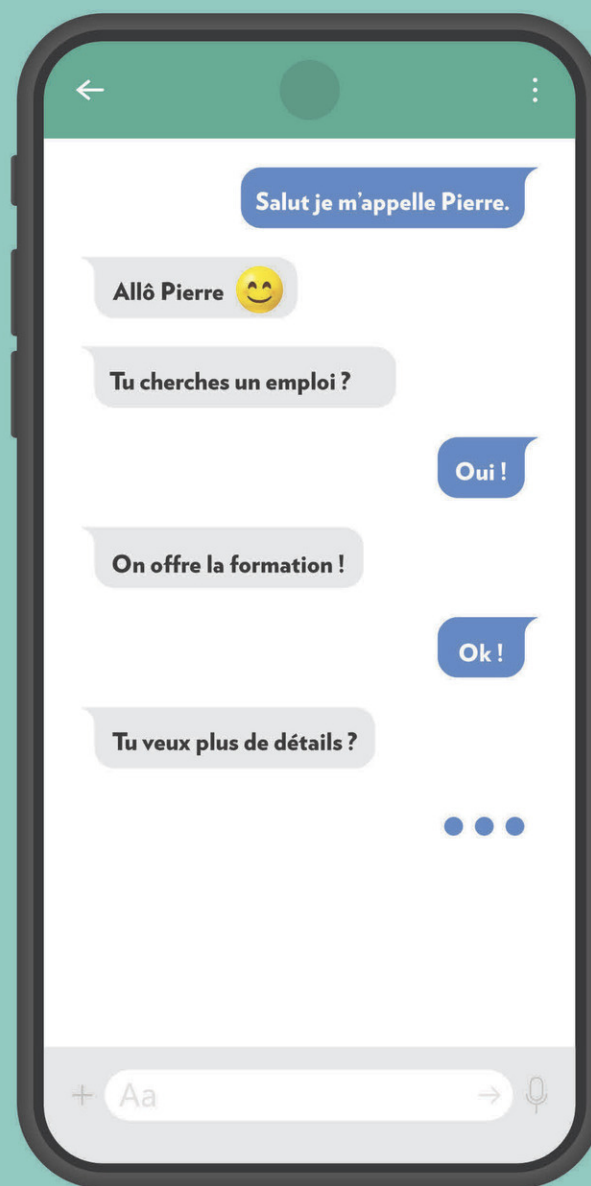 Salut je m'appelle Pierre.
Allô Pierre 😊
Tu cherches un emploi ?
Oui !
On offre la formation !
Ok !
Tu veux plus de détails ?
Aa